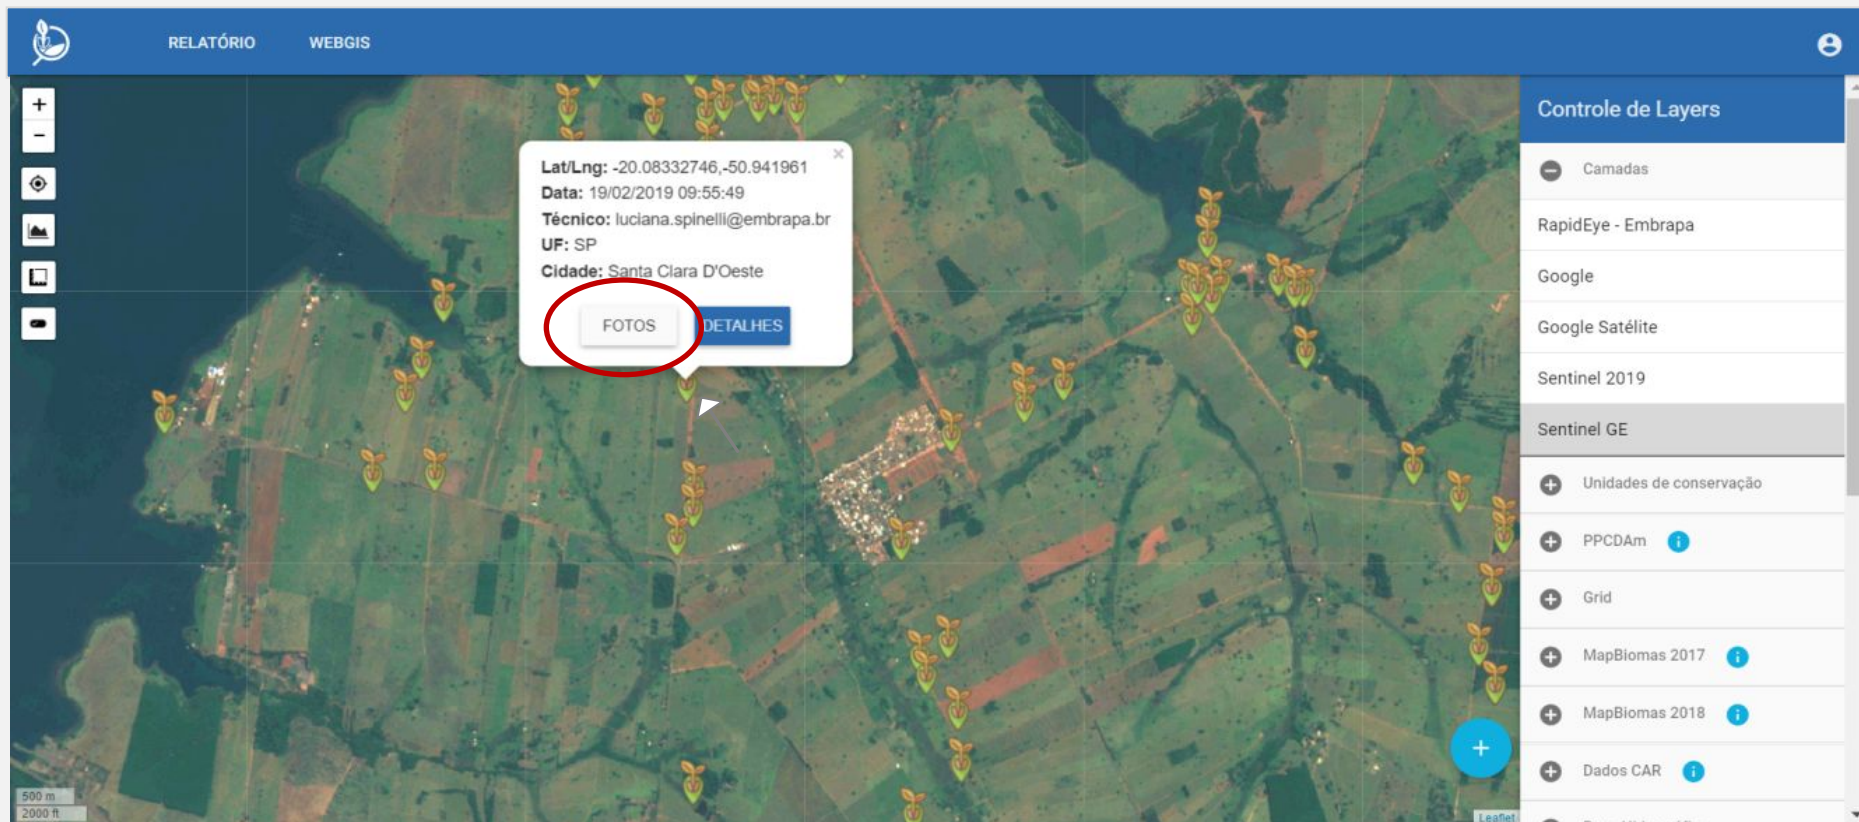 RELATÓRIO WEBGIS
+
−
Lat/Lng: -20.08332746,-50.941961 ×
Data: 19/02/2019 09:55:49
Técnico: luciana.spinelli@embrapa.br
UF: SP
Cidade: Santa Clara D'Oeste
FOTOS DETALHES
500 m
2000 ft
Leaflet
+
Controle de Layers
Camadas
RapidEye - Embrapa
Google
Google Satélite
Sentinel 2019
Sentinel GE
Unidades de conservação
PPCDAm i
Grid
MapBiomas 2017 i
MapBiomas 2018 i
Dados CAR i